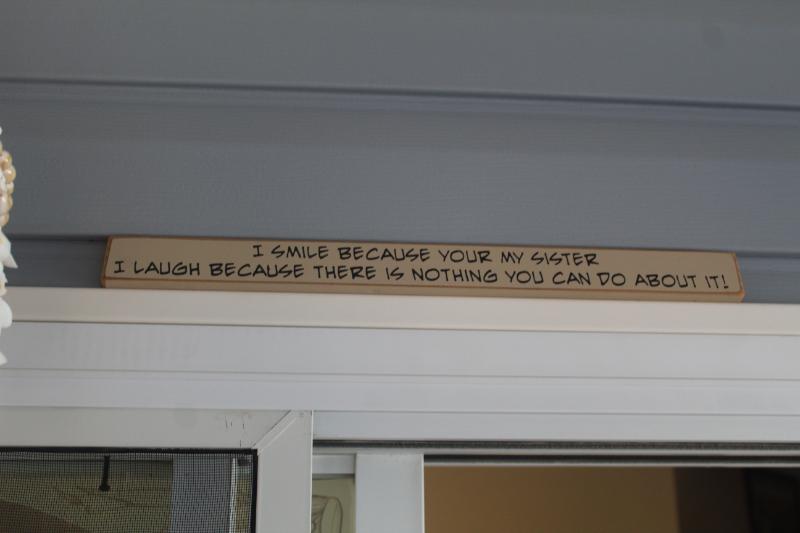 I SMILE BECAUSE YOUR MY SISTER
I LAUGH BECAUSE THERE IS NOTHING YOU CAN DO ABOUT IT!